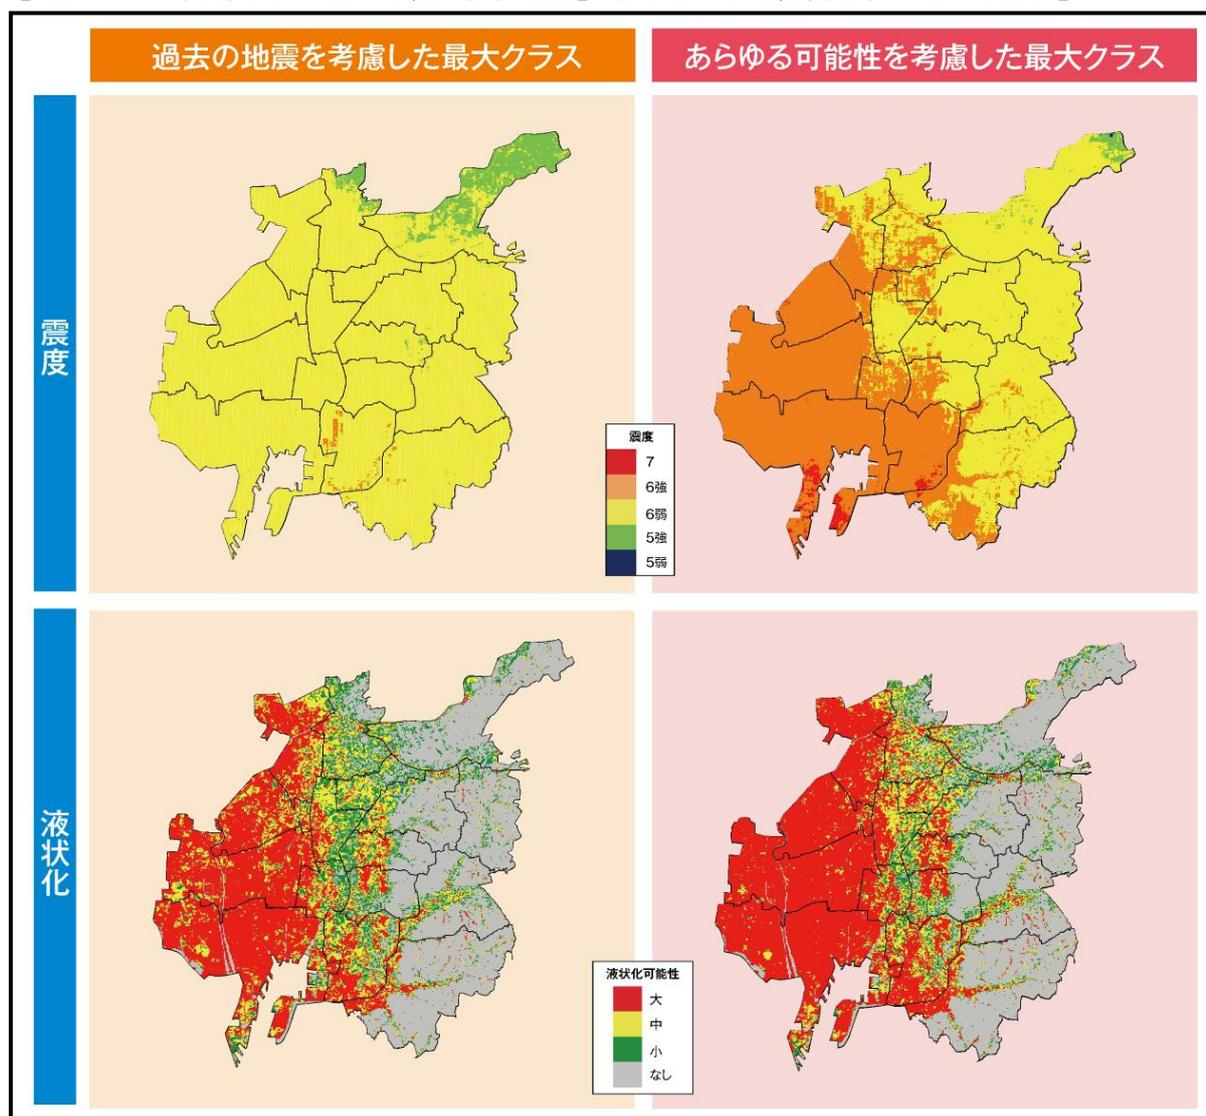 過去の地震を考慮した最大クラス
あらゆる可能性を考慮した最大クラス
震度
震度
7
6強
6弱
5強
5弱
液状化
液状化可能性
大
中
小
なし